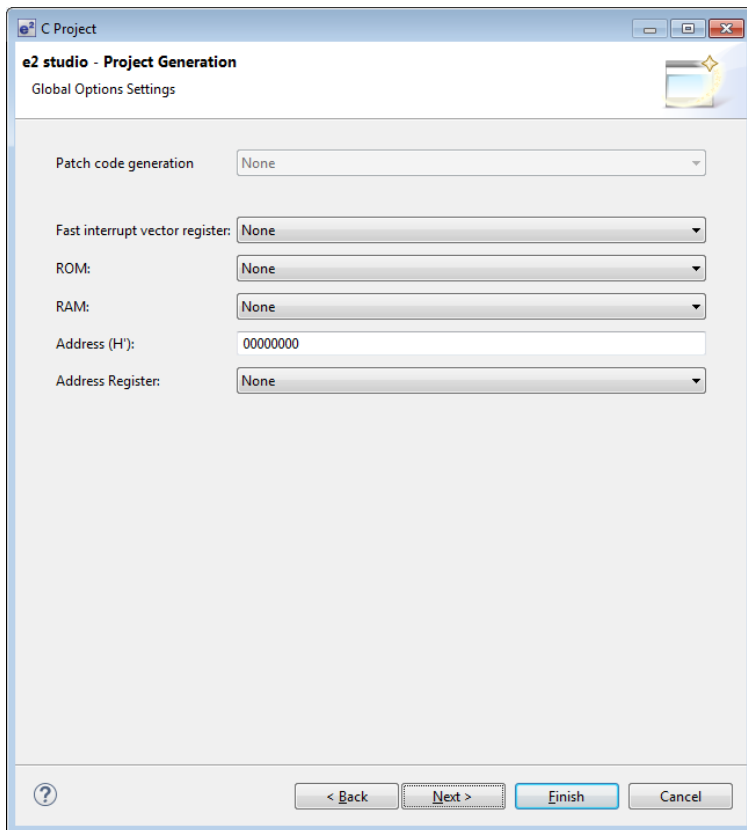 e² C Project
e2 studio - Project Generation
Global Options Settings
Patch code generation None
Fast interrupt vector register: None
ROM: None
RAM: None
Address (H'): 00000000
Address Register: None
? < Back Next > Finish Cancel